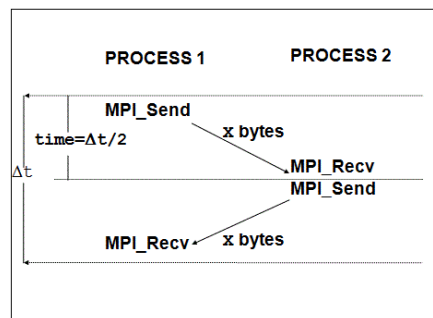 PROCESS 1
PROCESS 2
MPI_Send
time=Δt/2
x bytes
Δt
MPI_Recv
MPI_Send
MPI_Recv
x bytes